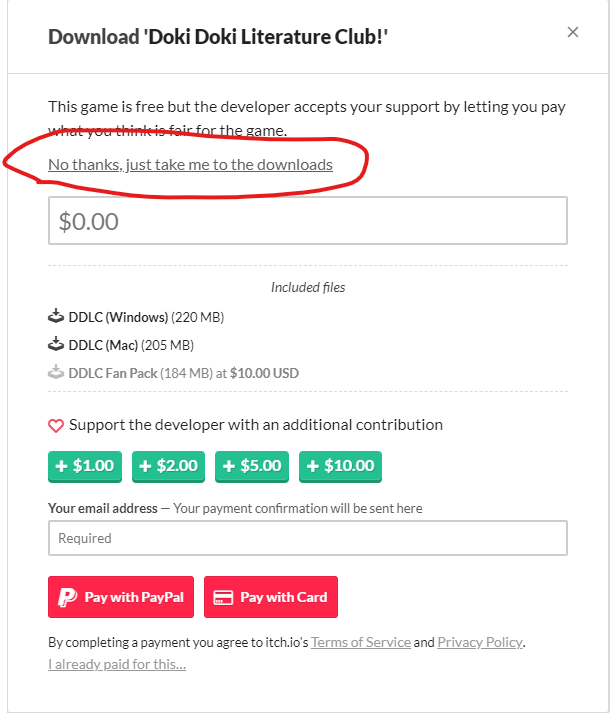 Download 'Doki Doki Literature Club!'
×
This game is free but the developer accepts your support by letting you pay
what you think is fair for the game.
No thanks, just take me to the downloads
$0.00
Included files
DDLC (Windows) (220 MB)
DDLC (Mac) (205 MB)
DDLC Fan Pack (184 MB) at $10.00 USD
Support the developer with an additional contribution
+ $1.00 + $2.00 + $5.00 + $10.00
Your email address — Your payment confirmation will be sent here
Required
Pay with PayPal Pay with Card
By completing a payment you agree to itch.io's Terms of Service and Privacy Policy.
I already paid for this...